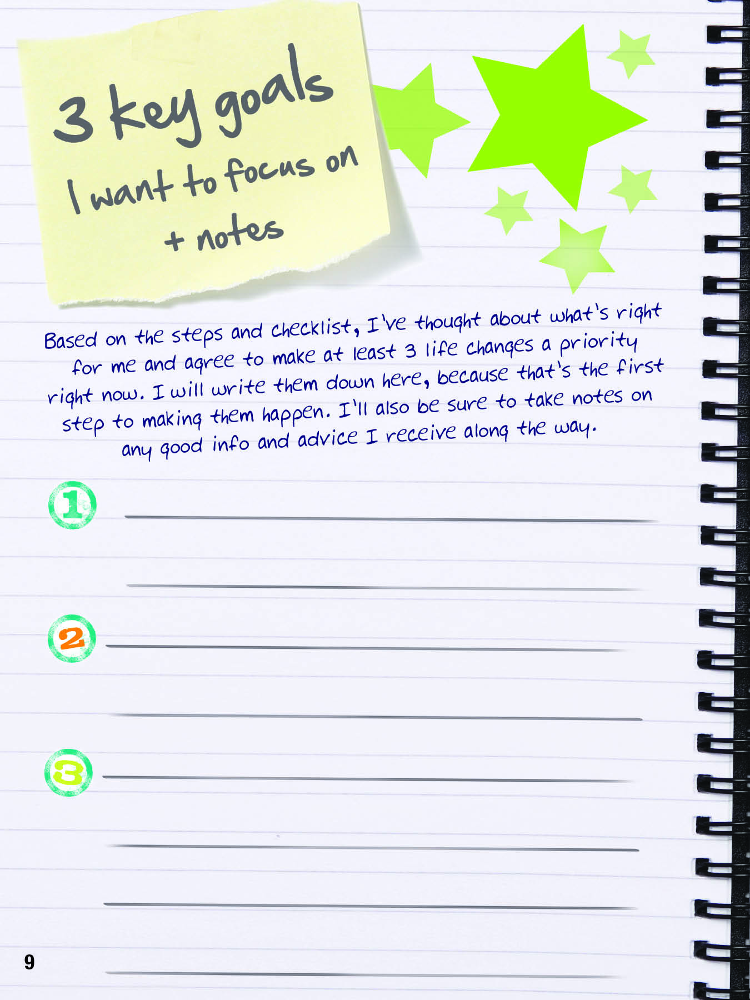 3 key goals
I want to focus on
+ notes
Based on the steps and checklist, I've thought about what's right
for me and agree to make at least 3 life changes a priority
right now. I will write them down here, because that's the first
step to making them happen. I'll also be sure to take notes on
any good info and advice I receive along the way.
1
2
3
9